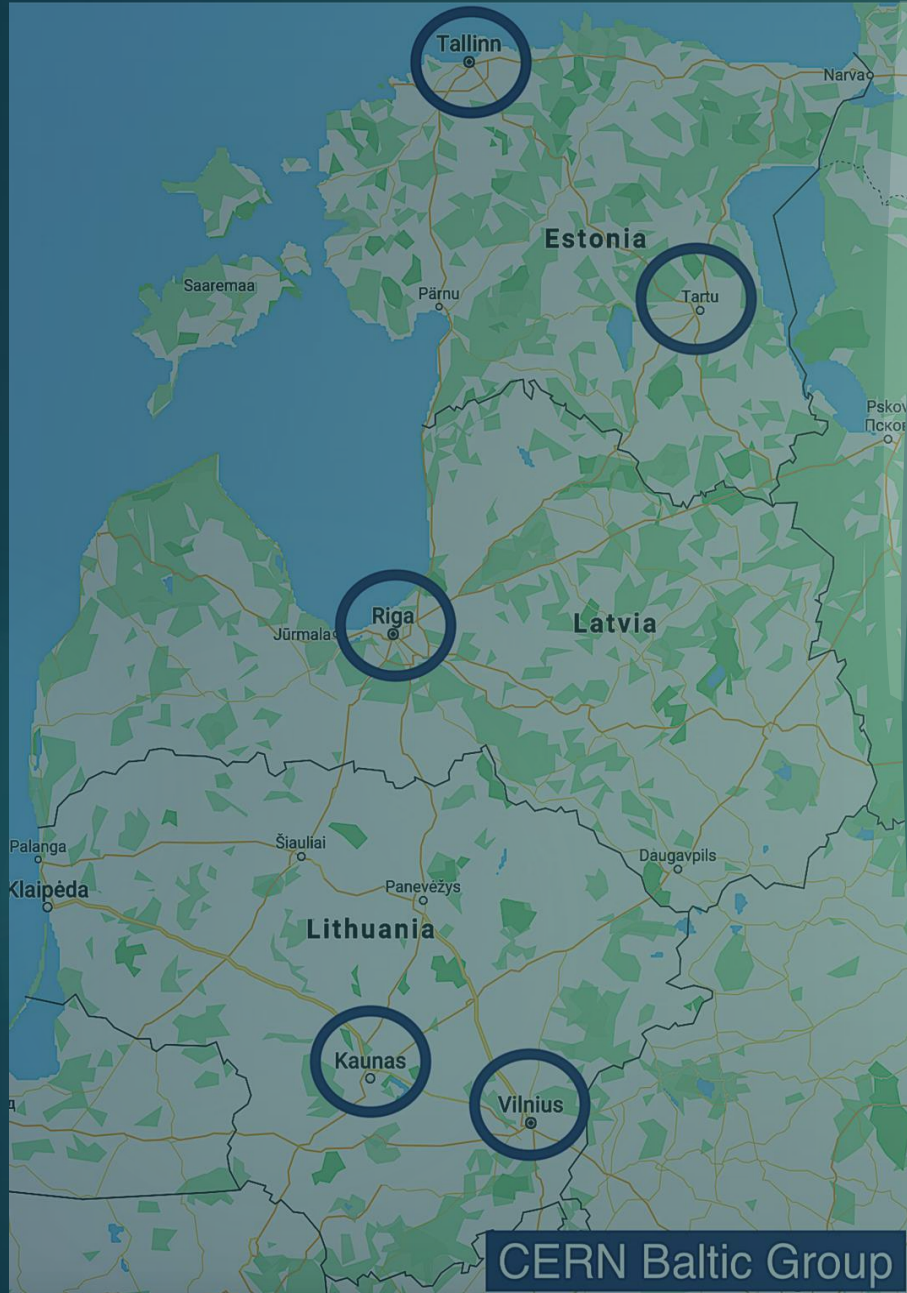 Tallinn
Narva
Estonia
Saaremaa
Pärnu
Tartu
Pskov
Псков
Riga
Jūrmala
Latvia
Palanga
Šiauliai
Daugavpils
Klaipėda
Panevėžys
Lithuania
Kaunas
Vilnius
CERN Baltic Group